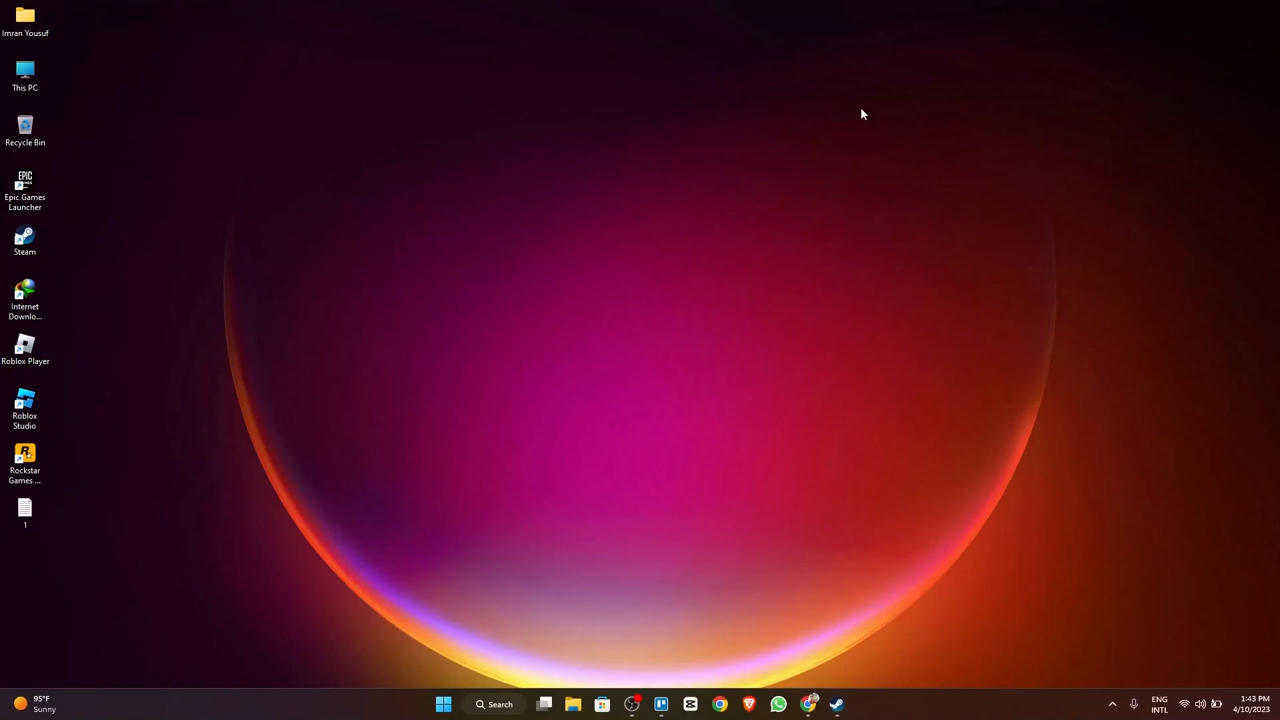 Imran Yousuf
This PC
Recycle Bin
EPIC
GAMES
Epic Games
Launcher
Steam
Internet
Downlo...
Roblox Player
Roblox
Studio
R
Rockstar
Games ...
1
95°F
Sunny
Search
ENG
INTL
1:43 PM
4/10/2023